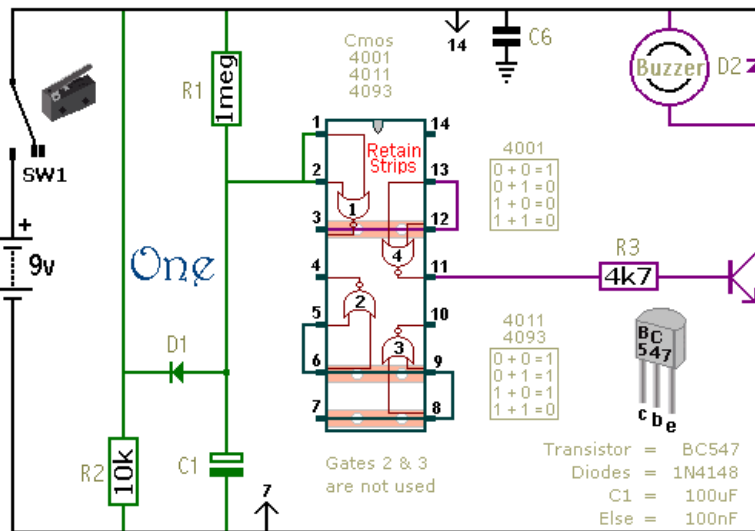 14
C6
Cmos
4001
4011
4093
R1
1meg
Buzzer
D2
SW1
1
14
Retain
Strips
2
13
4001
0+0=1
0+1=0
1+0=0
1+1=0
1
3
12
4
+
9v
One
4
11
R3
4k7
2
5
10
BC
547
3
4011
4093
0+0=1
0+1=1
1+0=1
1+1=0
D1
6
9
c b e
7
8
R2
10k
C1
7
Gates 2 & 3
are not used
Transistor = BC547
Diodes = 1N4148
C1 = 100uF
Else = 100nF